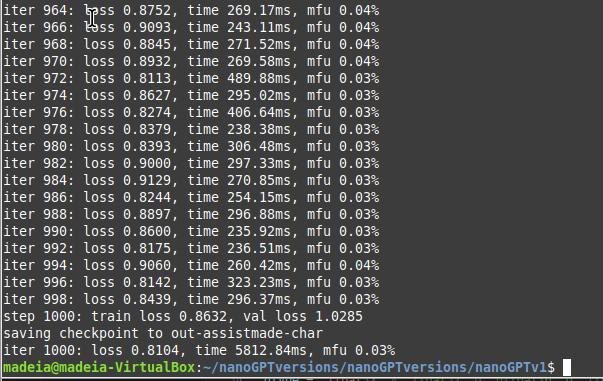 iter 964: loss 0.8752, time 269.17ms, mfu 0.04%
iter 966: loss 0.9093, time 243.11ms, mfu 0.04%
iter 968: loss 0.8845, time 271.52ms, mfu 0.04%
iter 970: loss 0.8932, time 269.58ms, mfu 0.04%
iter 972: loss 0.8113, time 489.88ms, mfu 0.03%
iter 974: loss 0.8627, time 295.02ms, mfu 0.03%
iter 976: loss 0.8274, time 406.64ms, mfu 0.03%
iter 978: loss 0.8379, time 238.38ms, mfu 0.03%
iter 980: loss 0.8393, time 306.48ms, mfu 0.03%
iter 982: loss 0.9000, time 297.33ms, mfu 0.03%
iter 984: loss 0.9129, time 270.85ms, mfu 0.03%
iter 986: loss 0.8244, time 254.15ms, mfu 0.03%
iter 988: loss 0.8897, time 296.88ms, mfu 0.03%
iter 990: loss 0.8600, time 235.92ms, mfu 0.03%
iter 992: loss 0.8175, time 236.51ms, mfu 0.03%
iter 994: loss 0.9060, time 260.42ms, mfu 0.04%
iter 996: loss 0.8142, time 323.23ms, mfu 0.03%
iter 998: loss 0.8439, time 296.37ms, mfu 0.03%
step 1000: train loss 0.8632, val loss 1.0285
saving checkpoint to out-assistmade-char
iter 1000: loss 0.8104, time 5812.84ms, mfu 0.03%
madeia@madeia-VirtualBox:~/nanoGPTversions/nanoGPTversions/nanoGPTv1$